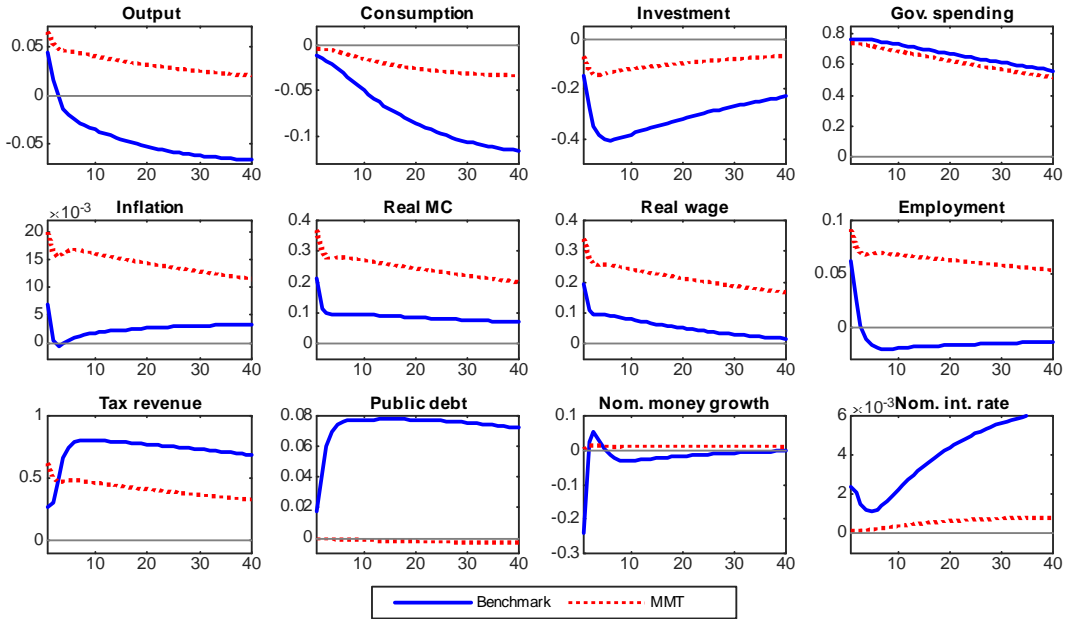 Output
0.05
0
-0.05
10 20 30 40
Consumption
0
-0.05
-0.1
10 20 30 40
Investment
0
-0.2
-0.4
10 20 30 40
Gov. spending
0.8
0.6
0.4
0.2
0
10 20 30 40
Inflation
×10⁻³
20
15
10
5
0
10 20 30 40
Real MC
0.4
0.3
0.2
0.1
0
10 20 30 40
Real wage
0.4
0.3
0.2
0.1
0
10 20 30 40
Employment
0.1
0.05
0
10 20 30 40
Tax revenue
1
0.5
0
10 20 30 40
Public debt
0.08
0.06
0.04
0.02
0
10 20 30 40
Nom. money growth
0.1
0
-0.1
-0.2
-0.3
10 20 30 40
×10⁻³ Nom. int. rate
6
4
2
0
10 20 30 40
Benchmark MMT